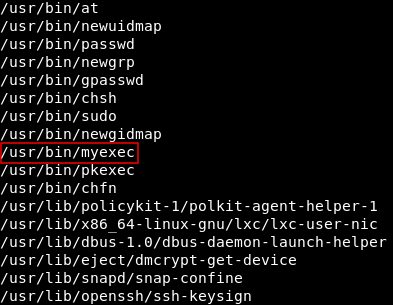 /usr/bin/at
/usr/bin/newuidmap
/usr/bin/passwd
/usr/bin/newgrp
/usr/bin/gpasswd
/usr/bin/chsh
/usr/bin/sudo
/usr/bin/newgidmap
/usr/bin/myexec
/usr/bin/pkexec
/usr/bin/chfn
/usr/lib/policykit-1/polkit-agent-helper-1
/usr/lib/x86_64-linux-gnu/lxc/lxc-user-nic
/usr/lib/dbus-1.0/dbus-daemon-launch-helper
/usr/lib/eject/dmcrypt-get-device
/usr/lib/snapd/snap-confine
/usr/lib/openssh/ssh-keysign